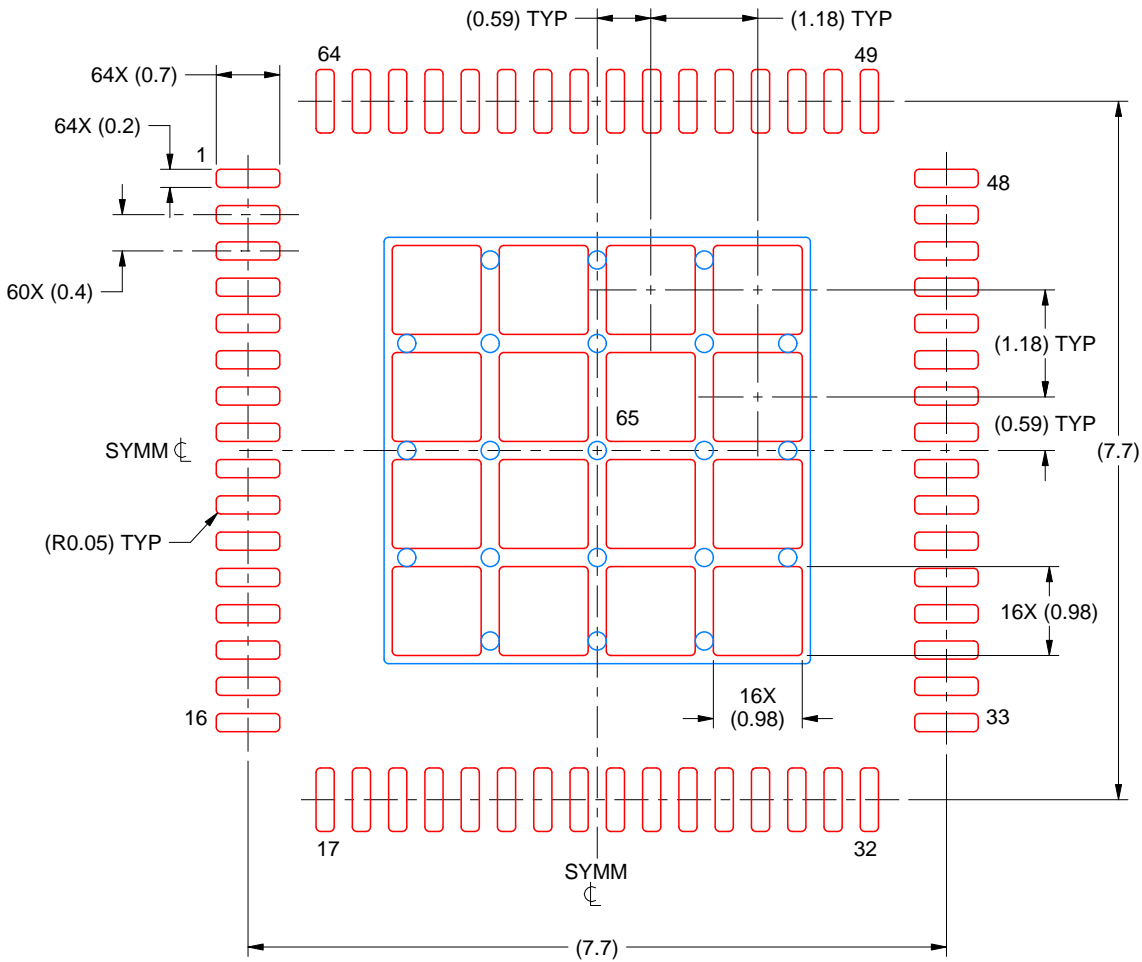 (0.59) TYP
(1.18) TYP
64
49
64X (0.7)
64X (0.2)
1
48
60X (0.4)
(1.18) TYP
65
(0.59) TYP
SYMM ℄
(7.7)
(R0.05) TYP
16X (0.98)
16X
(0.98)
16
33
17
32
SYMM
℄
(7.7)